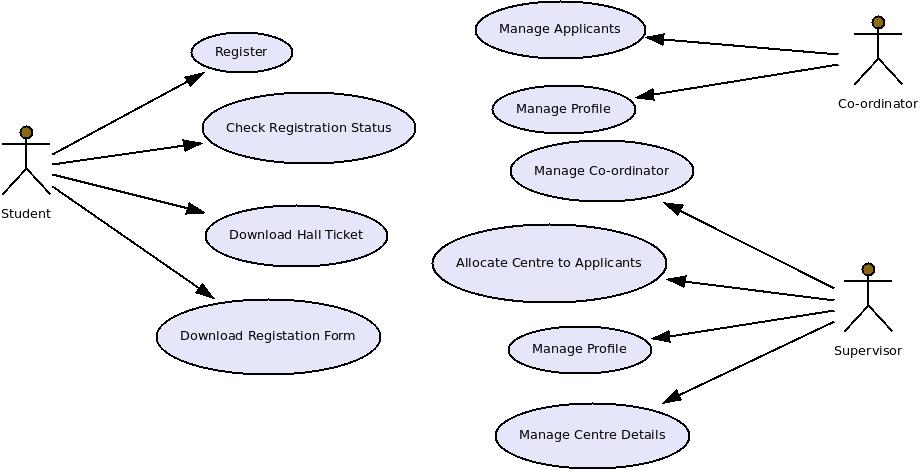 Register
Check Registration Status
Student
Download Hall Ticket
Download Registation Form
Manage Applicants
Co-ordinator
Manage Profile
Manage Co-ordinator
Allocate Centre to Applicants
Manage Profile
Supervisor
Manage Centre Details